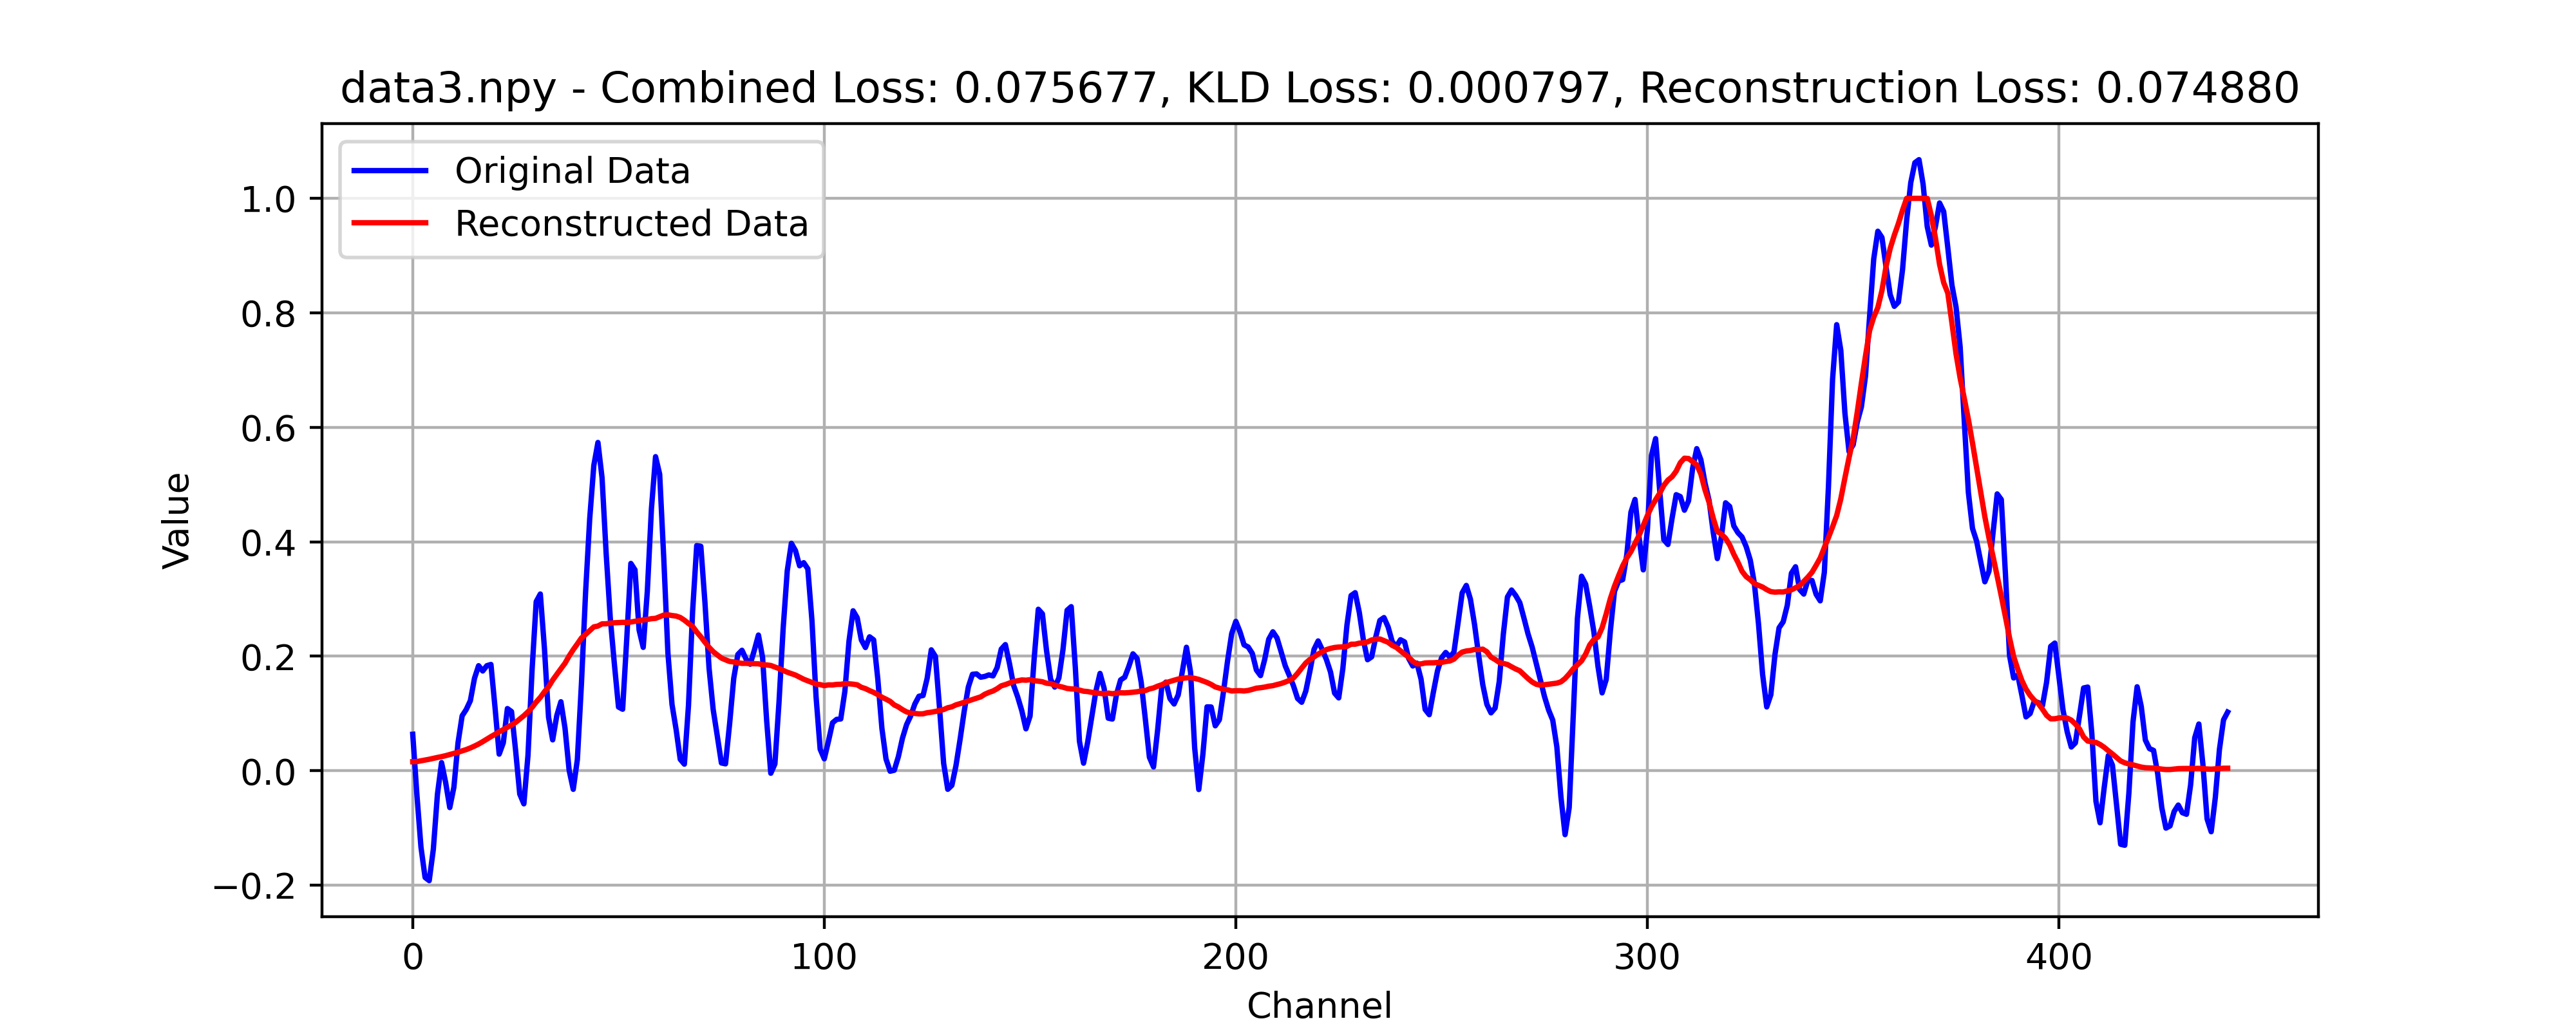 data3.npy - Combined Loss: 0.075677, KLD Loss: 0.000797, Reconstruction Loss: 0.074880
Original Data
Reconstructed Data
1.0
0.8
0.6
0.4
0.2
0.0
−0.2
Value
0 100 200 300 400
Channel